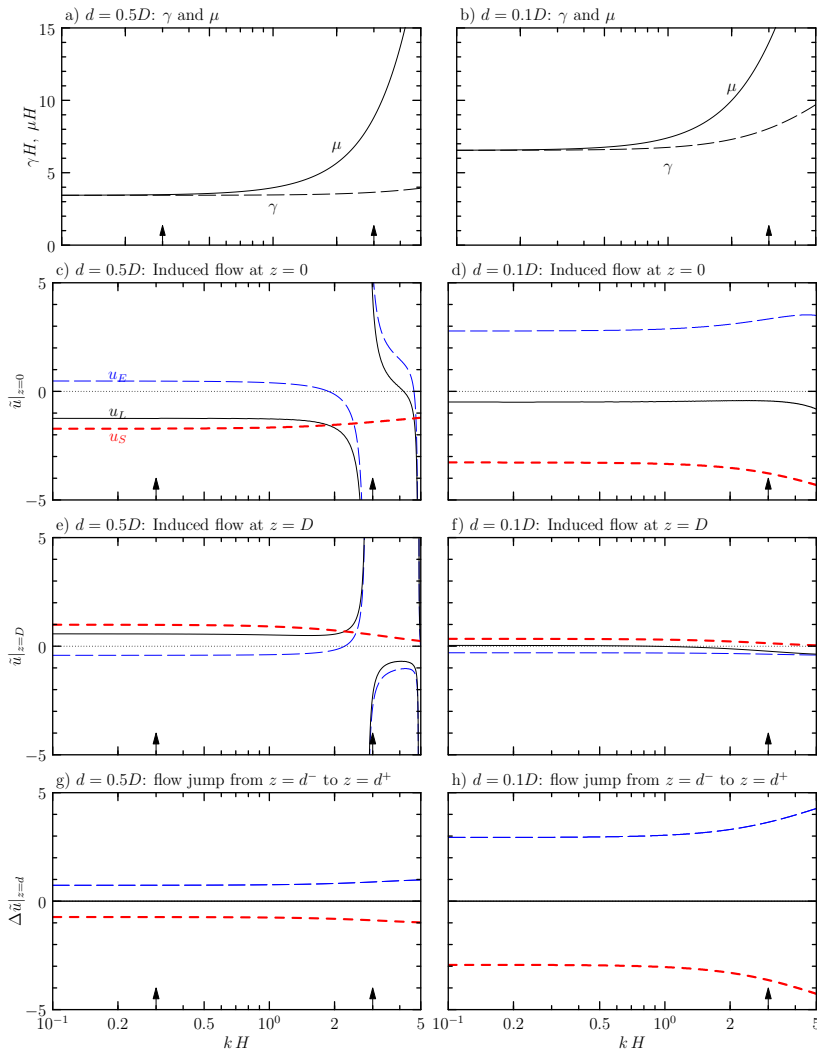 a) d = 0.5D: γ and μ
b) d = 0.1D: γ and μ
15
10
5
0
γH, μH
μ
γ
μ
γ
c) d = 0.5D: Induced flow at z = 0
d) d = 0.1D: Induced flow at z = 0
5
0
−5
ũ|z=0
u_E
u_L
u_S
e) d = 0.5D: Induced flow at z = D
f) d = 0.1D: Induced flow at z = D
5
0
−5
ũ|z=D
g) d = 0.5D: flow jump from z = d⁻ to z = d⁺
h) d = 0.1D: flow jump from z = d⁻ to z = d⁺
5
0
−5
Δũ|z=d
10⁻¹ 0.2 0.5 10⁰ 2 5
10⁻¹ 0.2 0.5 10⁰ 2 5
k H
k H